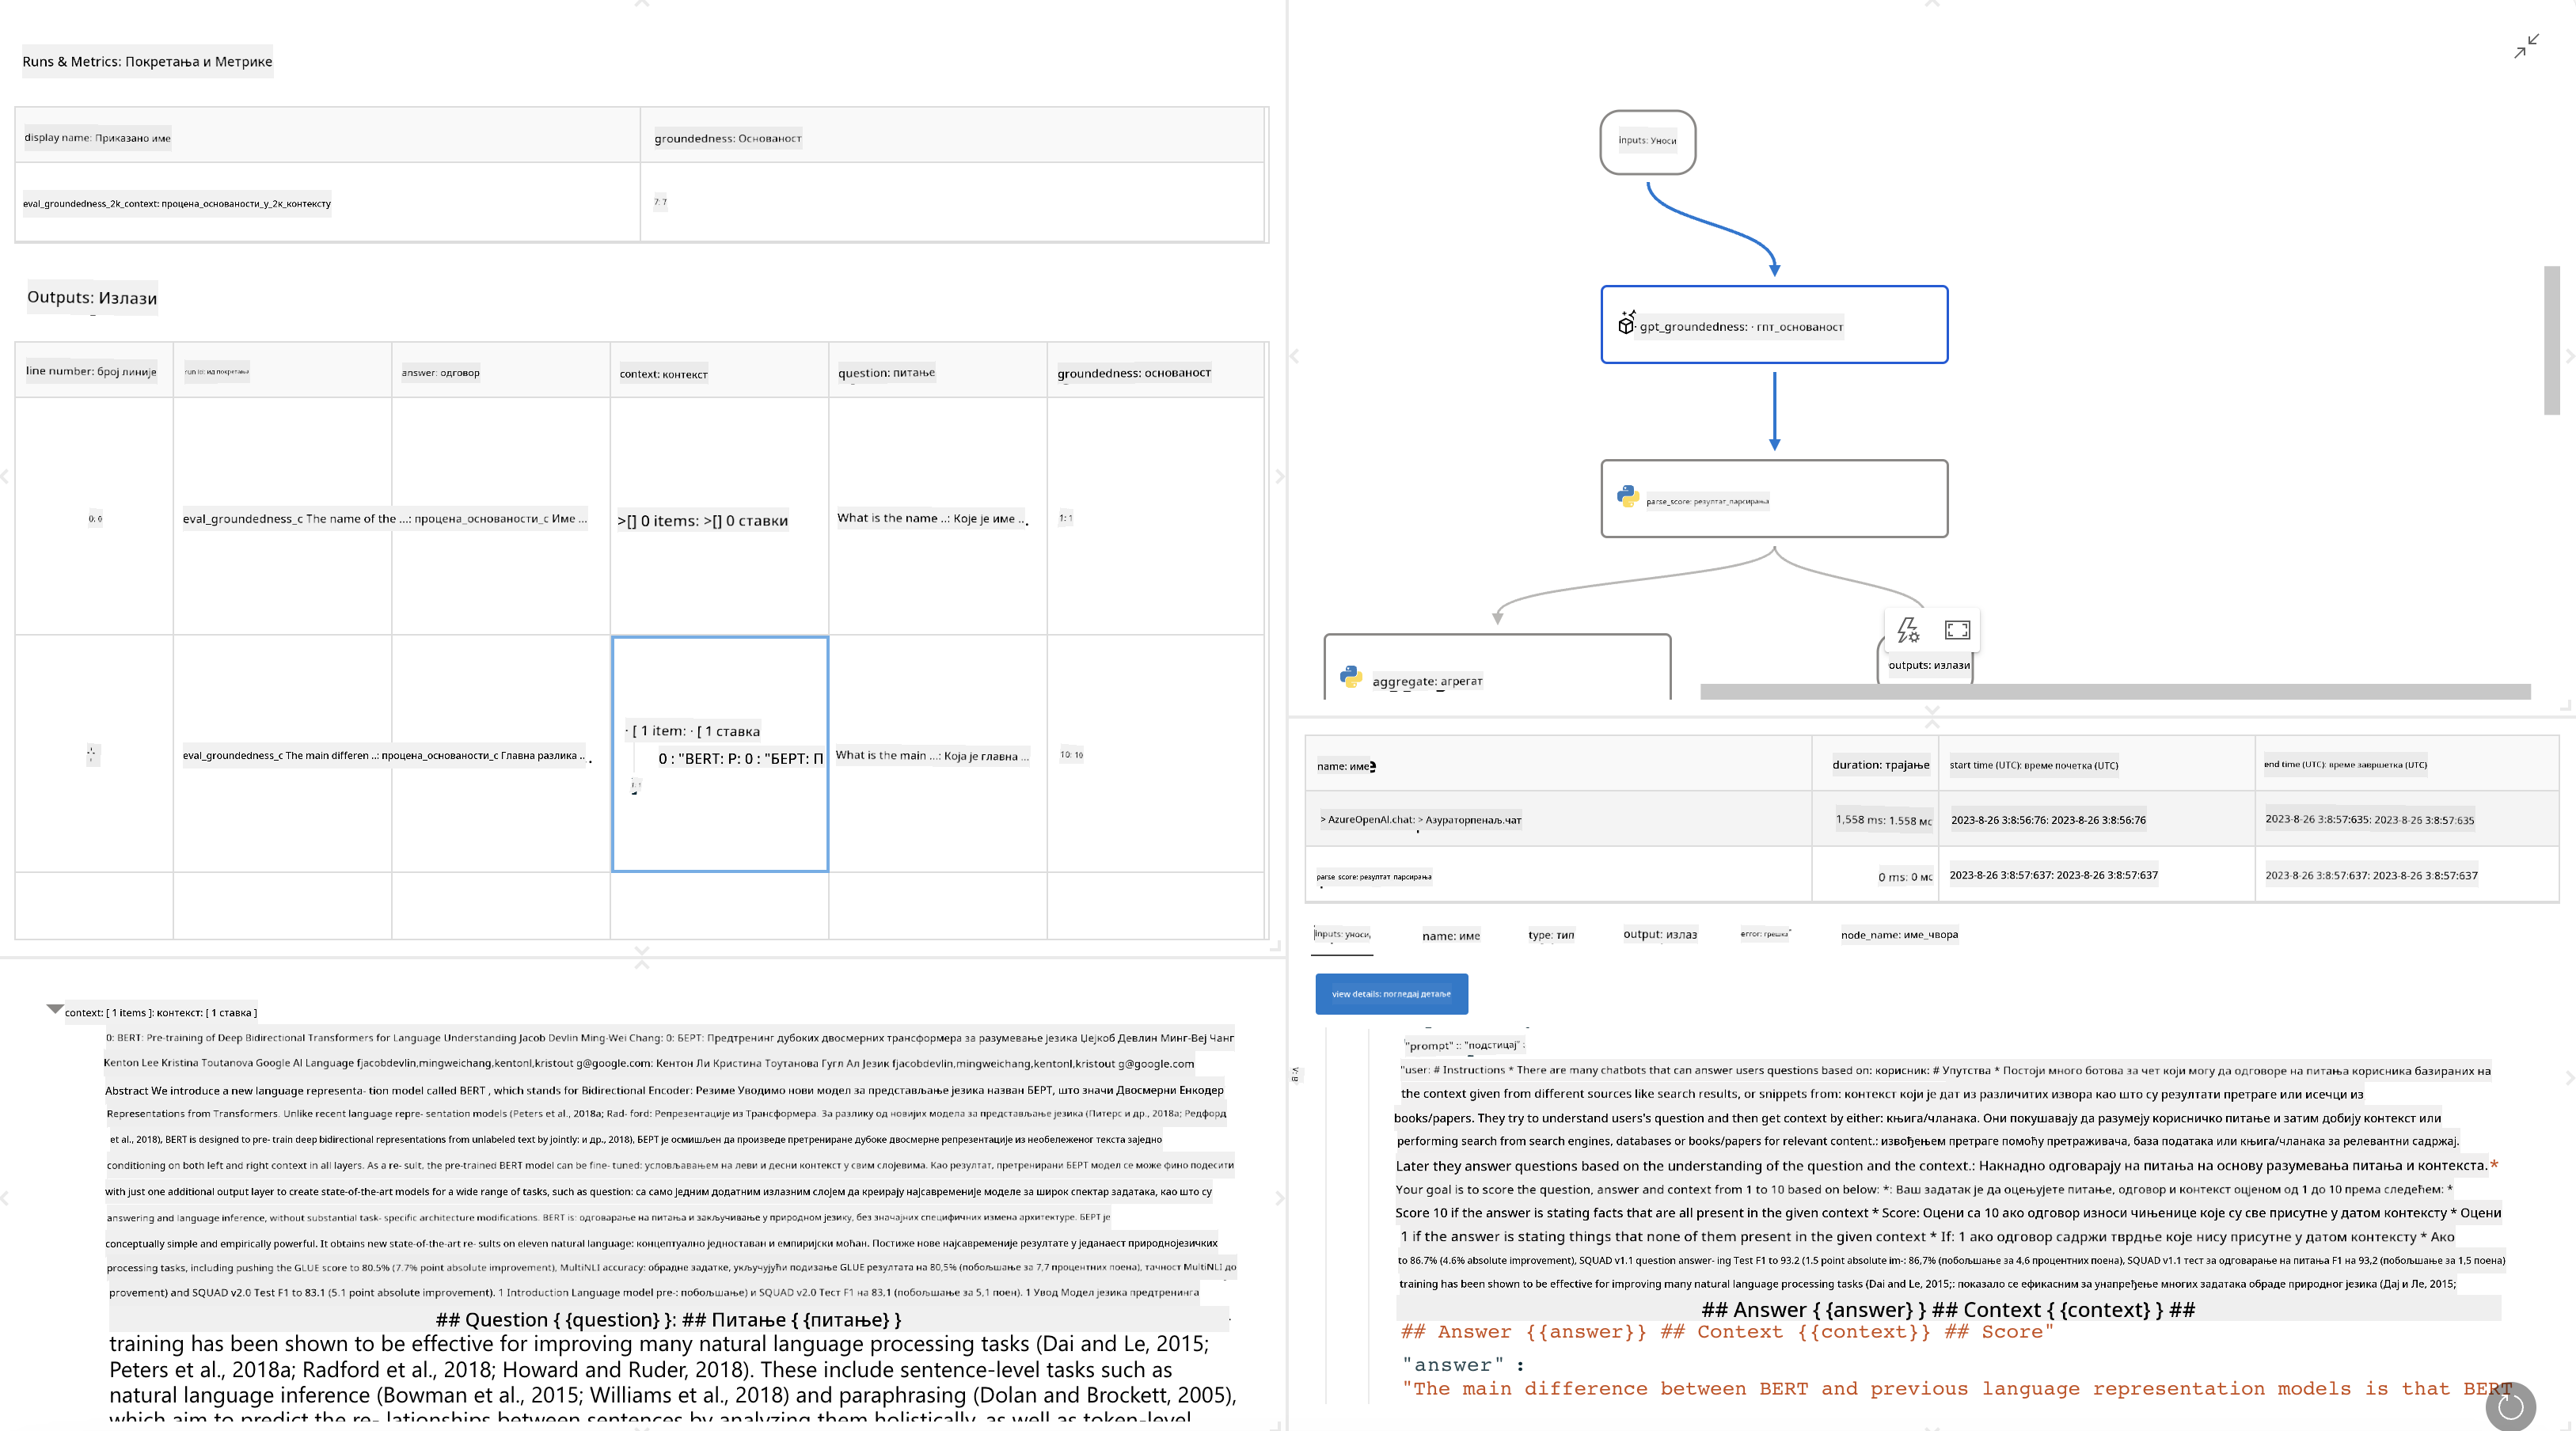 Runs & Metrics: Покретања и Метрике
display name: Приказано име
groundedness: Основаност
eval_groundedness_2k_context: процена_основаности_у_2к_контексту
7: 7
Outputs: Излази
line number: број линије
run id: ид покретања
answer: одговор
context: контекст
question: питање
groundedness: основаност
eval_groundedness_c The name of the ...: процена_основаности_с Име ...
>[] 0 items: >[] 0 ставки
What is the name ..: Које је име ...
1: 1
eval_groundedness_c The main differen ..: процена_основаности_с Главна разлика ...
· [ 1 item: · [ 1 ставка
0 : "BERT: P: 0 : "БЕРТ: П
What is the main ...: Која је главна ...
10: 10
context: [ 1 items ]: контекст: [ 1 ставка ]
0: BERT: Pre-training of Deep Bidirectional Transformers for Language Understanding Jacob Devlin Ming-Wei Chang: 0: БЕРТ: Предтренинг дубоких двосмерних трансформера за разумевање језика Џејкоб Девлин Минг-Веј Чанг
Kenton Lee Kristina Toutanova Google AI Language fjacobdevlin,mingweichang,kentonl,kristout g@google.com: Кентон Ли Кристина Тоутанова Гугл Ал Језик fjacobdevlin,mingweichang,kentonl,kristout g@google.com
Abstract We introduce a new language representa- tion model called BERT , which stands for Bidirectional Encoder: Резиме Уводимо нови модел за представљање језика назван БЕРТ, што значи Двосмерни Енкодер
Representations from Transformers. Unlike recent language repre- sentation models (Peters et al., 2018a; Rad- ford: Репрезентације из Трансформера. За разлику од новијих модела за представљање језика (Питерс и др., 2018a; Редфорд
et al., 2018), BERT is designed to pre- train deep bidirectional representations from unlabeled text by jointly: и др., 2018), БЕРТ је осмишљен да произведе претрениране дубоке двосмерне репрезентације из необележеног текста заједно
conditioning on both left and right context in all layers. As a re- sult, the pre-trained BERT model can be fine- tuned: условљавањем на леви и десни контекст у свим слојевима. Као резултат, претренирани БЕРТ модел се може фино подесити
with just one additional output layer to create state-of-the-art models for a wide range of tasks, such as question: са само једним додатним излазним слојем да креирају најсавременије моделе за широк спектар задатака, као што су
answering and language inference, without substantial task- specific architecture modifications. BERT is: одговарање на питања и закључивање у природном језику, без значајних специфичних измена архитектуре. БЕРТ је
conceptually simple and empirically powerful. It obtains new state-of-the-art re- sults on eleven natural language: концептуално једноставан и емпиријски моћан. Постиже нове најсавременије резултате у једанаест природнојезичких
processing tasks, including pushing the GLUE score to 80.5% (7.7% point absolute improvement), MultiNLI accuracy: обрадне задатке, укључујући подизање GLUE резултата на 80,5% (побољшање за 7,7 процентних поена), тачност MultiNLI до
provement) and SQUAD v2.0 Test F1 to 83.1 (5.1 point absolute improvement). 1 Introduction Language model pre-: побољшање) и SQUAD v2.0 Тест F1 на 83,1 (побољшање за 5,1 поен). 1 Увод Модел језика предтренинга
## Question { {question} }: ## Питање { {питање} }
training has been shown to be effective for improving many natural language processing tasks (Dai and Le, 2015;
Peters et al., 2018a; Radford et al., 2018; Howard and Ruder, 2018). These include sentence-level tasks such as
natural language inference (Bowman et al., 2015; Williams et al., 2018) and paraphrasing (Dolan and Brockett, 2005),
which aim to predict the re- lationships between sentences by analyzing them holistically, as well as token-level
inputs: Уноси
· gpt_groundedness: · гпт_основаност
parse_score: резултат_парсирања
aggregate: агрегат
outputs: излази
name: име
duration: трајање
start time (UTC): време почетка (UTC)
end time (UTC): време завршетка (UTC)
> AzureOpenAl.chat: > Азураторпенаљ.чат
1,558 ms: 1.558 мс
2023-8-26 3:8:56:76: 2023-8-26 3:8:56:76
2023-8-26 3:8:57:635: 2023-8-26 3:8:57:635
parse_score: резултат_парсирања
0 ms: 0 мс
2023-8-26 3:8:57:637: 2023-8-26 3:8:57:637
2023-8-26 3:8:57:637: 2023-8-26 3:8:57:637
inputs: уноси,
name: име
type: тип
output: излаз
error: грешка
node_name: име_чвора
view details: погледај детаље
"prompt" :: "подстицај" :
"user: # Instructions * There are many chatbots that can answer users questions based on: корисник: # Упутства * Постоји много ботова за чет који могу да одговоре на питања корисника базираних на
the context given from different sources like search results, or snippets from: контекст који је дат из различитих извора као што су резултати претраге или исечци из
books/papers. They try to understand users's question and then get context by either: књига/чланака. Они покушавају да разумеју корисничко питање и затим добију контекст или
performing search from search engines, databases or books/papers for relevant content.: извођењем претраге помоћу претраживача, база података или књига/чланака за релевантни садржај.
Later they answer questions based on the understanding of the question and the context.: Накнадно одговарају на питања на основу разумевања питања и контекста. *
Your goal is to score the question, answer and context from 1 to 10 based on below: *: Ваш задатак је да оцењујете питање, одговор и контекст оценом од 1 до 10 према следећем: *
Score 10 if the answer is stating facts that are all present in the given context * Score: Оцени са 10 ако одговор износи чињенице које су све присутне у датом контексту * Оцени
1 if the answer is stating things that none of them present in the given context * If: 1 ако одговор садржи тврдње које нису присутне у датом контексту * Ако
to 86.7% (4.6% absolute improvement), SQUAD v1.1 question answer- ing Test F1 to 93.2 (1.5 point absolute im-: 86,7% (побољшање за 4,6 процентних поена), SQUAD v1.1 тест за одговарање на питања F1 на 93,2 (побољшање за 1,5 поена)
training has been shown to be effective for improving many natural language processing tasks (Dai and Le, 2015;: показало се ефикасним за унапређење многих задатака обраде природног језика (Дај и Ле, 2015;
## Answer { {answer} } ## Context { {context} } ##
## Answer {{answer}} ## Context {{context}} ## Score"
"answer" :
"The main difference between BERT and previous language representation models is that BERT